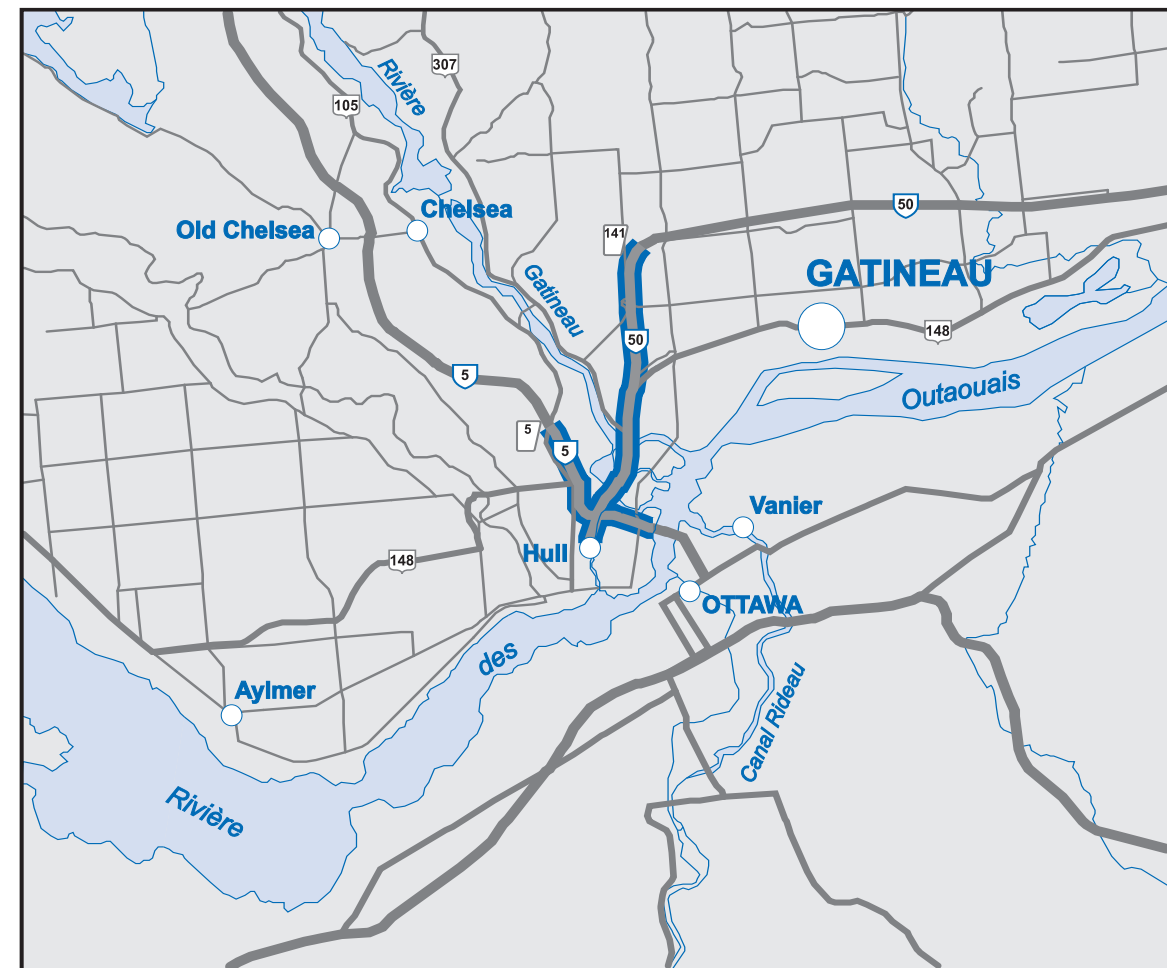 307
Rivière
105
50
Chelsea
Old Chelsea
141
Gatineau
GATINEAU
148
50
5
Outaouais
5
5
Vanier
Hull
148
OTTAWA
des
Aylmer
Canal Rideau
Rivière